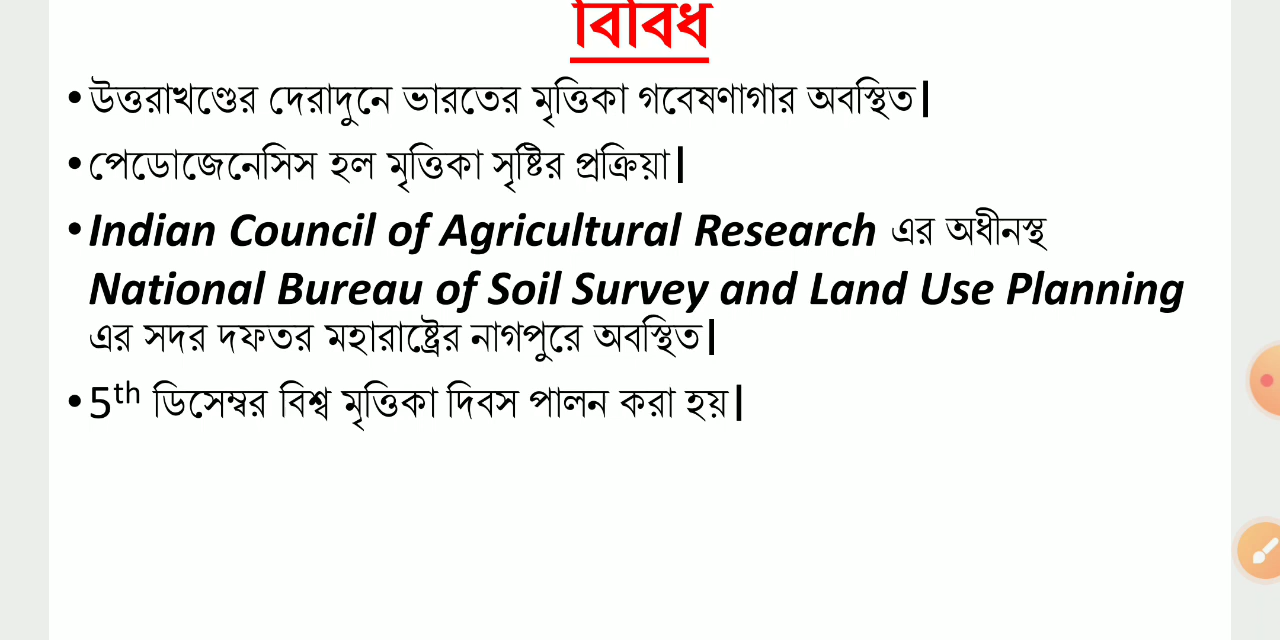 বিবিধ
• উত্তরাখণ্ডের দেরাদুনে ভারতের মৃত্তিকা গবেষণাগার অবস্থিত|
• পেডোজেনেসিস হল মৃত্তিকা সৃষ্টির প্রক্রিয়া|
• Indian Council of Agricultural Research এর অধীনস্থ
National Bureau of Soil Survey and Land Use Planning
এর সদর দফতর মহারাষ্ট্রের নাগপুরে অবস্থিত|
• 5th ডিসেম্বর বিশ্ব মৃত্তিকা দিবস পালন করা হয়|